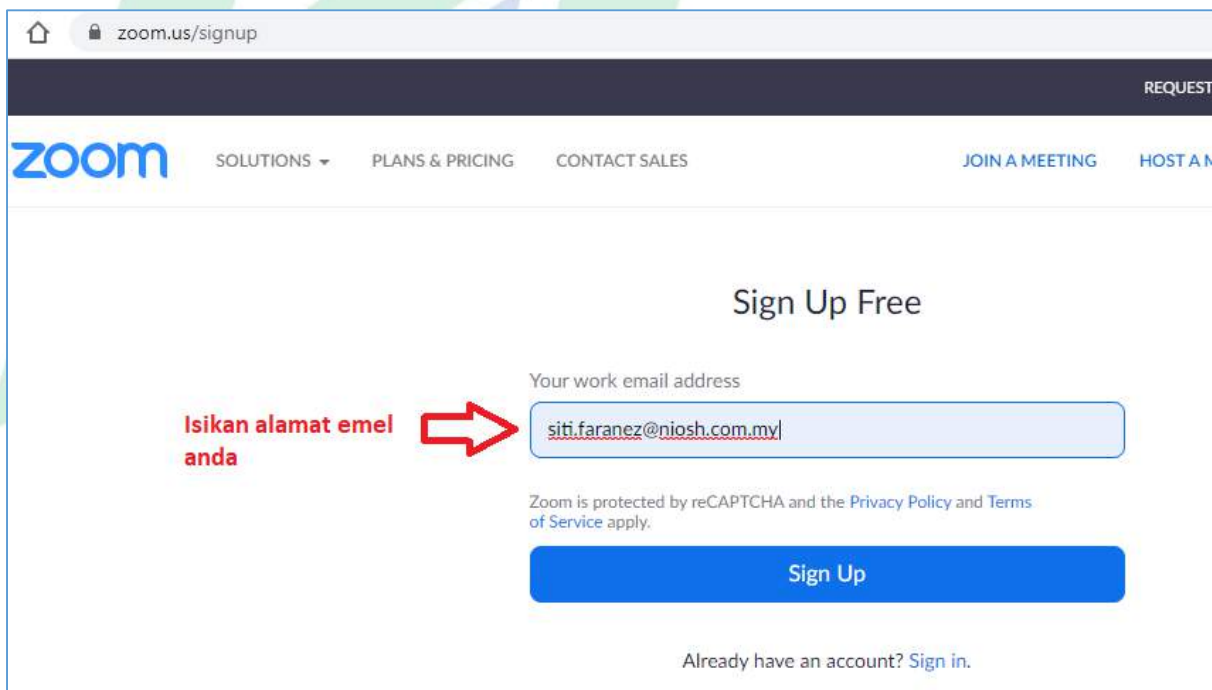 zoom.us/signup
REQUEST
zoom SOLUTIONS PLANS & PRICING CONTACT SALES JOIN A MEETING HOST A M
Sign Up Free
Your work email address
Isikan alamat emel
anda
siti.faranez@niosh.com.my
Zoom is protected by reCAPTCHA and the Privacy Policy and Terms
of Service apply.
Sign Up
Already have an account? Sign in.